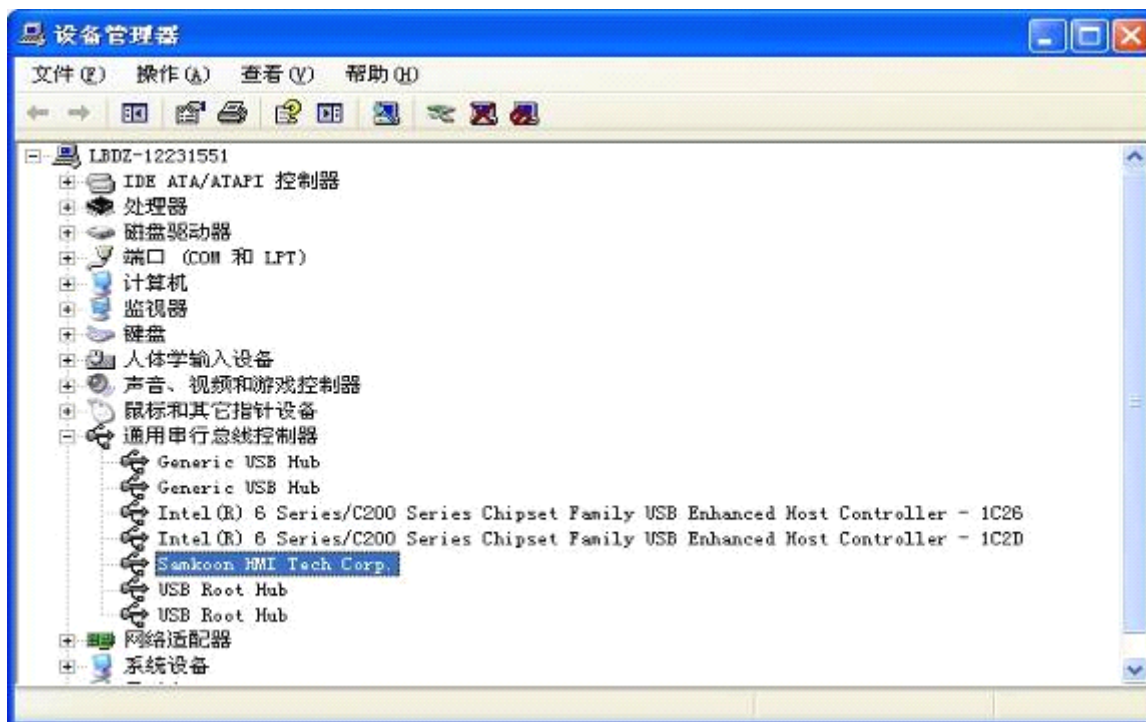 设备管理器
文件(F) 操作(A) 查看(V) 帮助(H)
LBDZ-12231551
IDE ATA/ATAPI 控制器
处理器
磁盘驱动器
端口 (COM 和 LPT)
计算机
监视器
键盘
人体学输入设备
声音、视频和游戏控制器
鼠标和其它指针设备
通用串行总线控制器
Generic USB Hub
Generic USB Hub
Intel(R) 6 Series/C200 Series Chipset Family USB Enhanced Host Controller - 1C26
Intel(R) 6 Series/C200 Series Chipset Family USB Enhanced Host Controller - 1C2D
Samkoon HMI Tech Corp.
USB Root Hub
USB Root Hub
网络适配器
系统设备